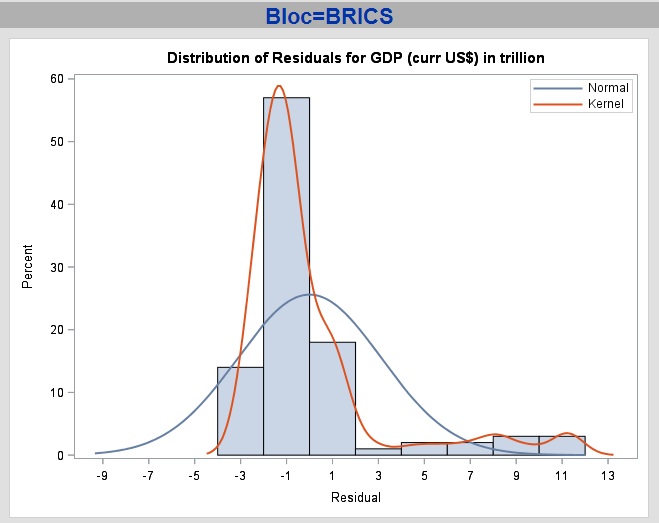 Bloc=BRICS
Distribution of Residuals for GDP (curr US$) in trillion
Normal
Kernel
60
50
40
30
20
10
0
Percent
-9 -7 -5 -3 -1 1 3 5 7 9 11 13
Residual